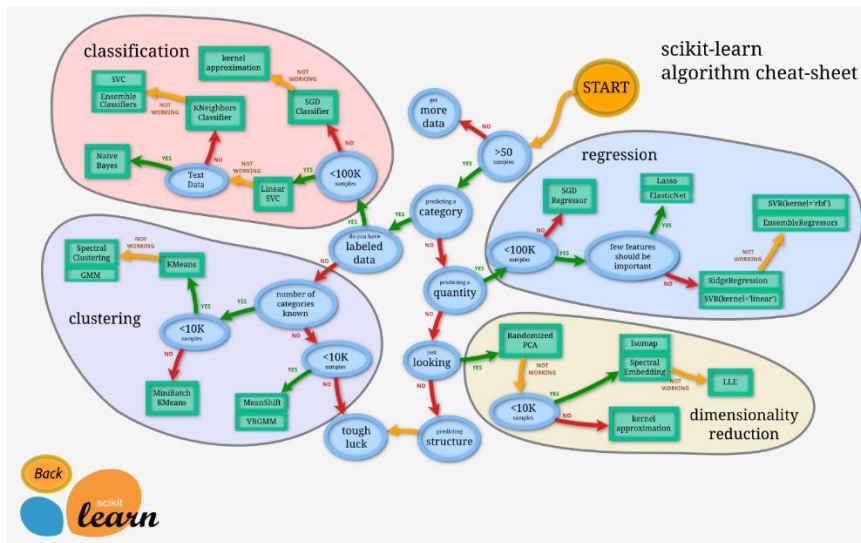 classification
scikit-learn
algorithm cheat-sheet
START
kernel
approximation
NOT
WORKING
SVC
Ensemble
Classifiers
NOT
WORKING
KNeighbors
Classifier
SGD
Classifier
NO
NO
Naive
Bayes
YES
Text
Data
NOT
WORKING
Linear
SVC
YES
<100K
samples
YES
get
more
data
NO
>50
samples
YES
predicting a
category
YES
do you have
labeled
data
NO
NO
regression
SGD
Regressor
NO
<100K
samples
YES
Lasso
ElasticNet
YES
few features
should be
important
NO
SVR(kernel='rbf')
EnsembleRegressors
NOT
WORKING
RidgeRegression
SVR(kernel='linear')
predicting a
quantity
YES
NO
clustering
Spectral
Clustering
GMM
NOT
WORKING
KMeans
YES
<10K
samples
NO
MiniBatch
KMeans
number of
categories
known
YES
NO
<10K
samples
YES
NO
MeanShift
VBGMM
tough
luck
just
looking
YES
NO
predicting
structure
Randomized
PCA
NOT
WORKING
<10K
samples
YES
NO
Isomap
Spectral
Embedding
NOT
WORKING
LLE
kernel
approximation
dimensionality
reduction
Back
scikit
learn